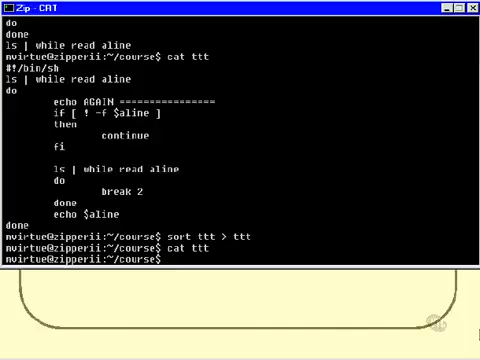 Zip - CAT
do
done
ls | while read aline
nvirtue@zipperii:~/course$ cat ttt
#!/bin/sh
ls | while read aline
do
echo AGAIN ================
if [ ! -f $aline ]
then
continue
fi
ls | while read aline
do
break 2
done
echo $aline
done
nvirtue@zipperii:~/course$ sort ttt > ttt
nvirtue@zipperii:~/course$ cat ttt
nvirtue@zipperii:~/course$